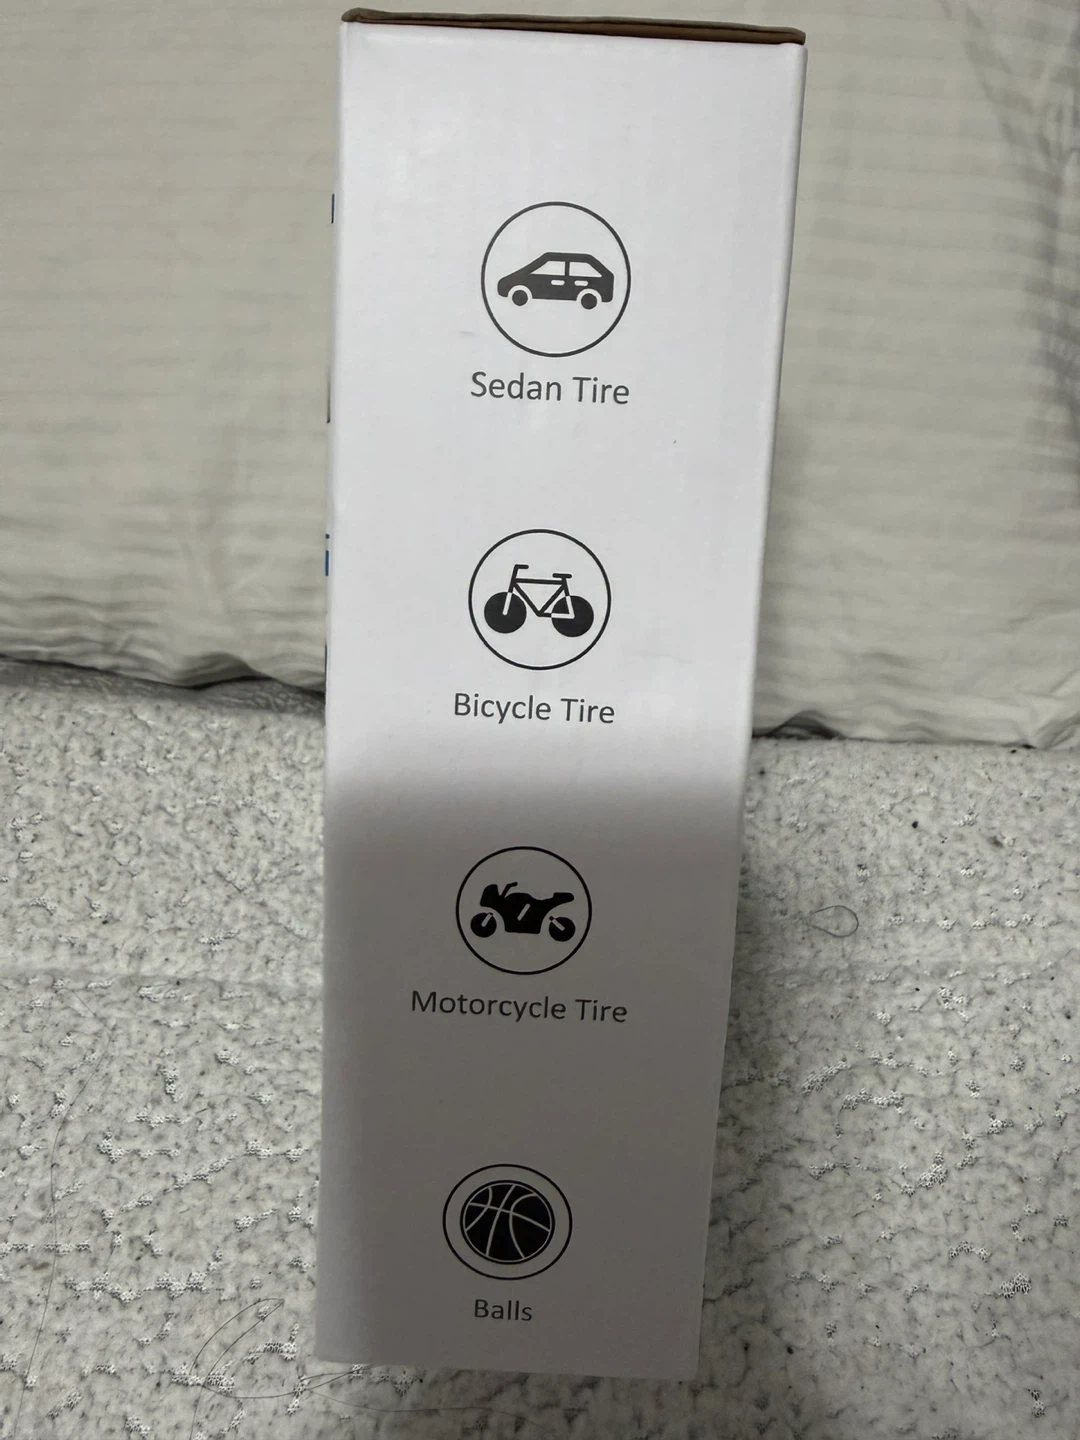 Sedan Tire
Bicycle Tire
Motorcycle Tire
Balls